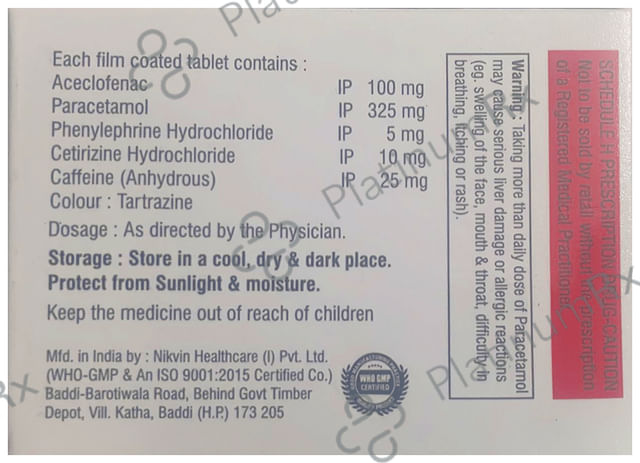 Each film coated tablet contains :
Aceclofenac IP 100 mg
Paracetamol IP 325 mg
Phenylephrine Hydrochloride IP 5 mg
Cetirizine Hydrochloride IP 10 mg
Caffeine (Anhydrous) IP 25 mg
Colour : Tartrazine
Dosage : As directed by the Physician.
Storage : Store in a cool, dry & dark place.
Protect from Sunlight & moisture.
Keep the medicine out of reach of children
Mfd. in India by : Nikvin Healthcare (I) Pvt. Ltd.
(WHO-GMP & An ISO 9001:2015 Certified Co.)
Baddi-Barotiwala Road, Behind Govt Timber
Depot, Vill. Katha, Baddi (H.P.) 173 205
WHO GMP
CERTIFIED
Warning : Taking more than daily dose of Paracetamol
may cause serious liver damage or allergic reactions
(eg. swelling of the face, mouth & throat, difficulty in
breathing, itching or rash).
SCHEDULE H PRESCRIPTION DRUG-CAUTION
Not to be sold by retail without the Prescription
of a Registered Medical Practitioner
PlatinumRx
PlatinumRx
PlatinumRx
Rx